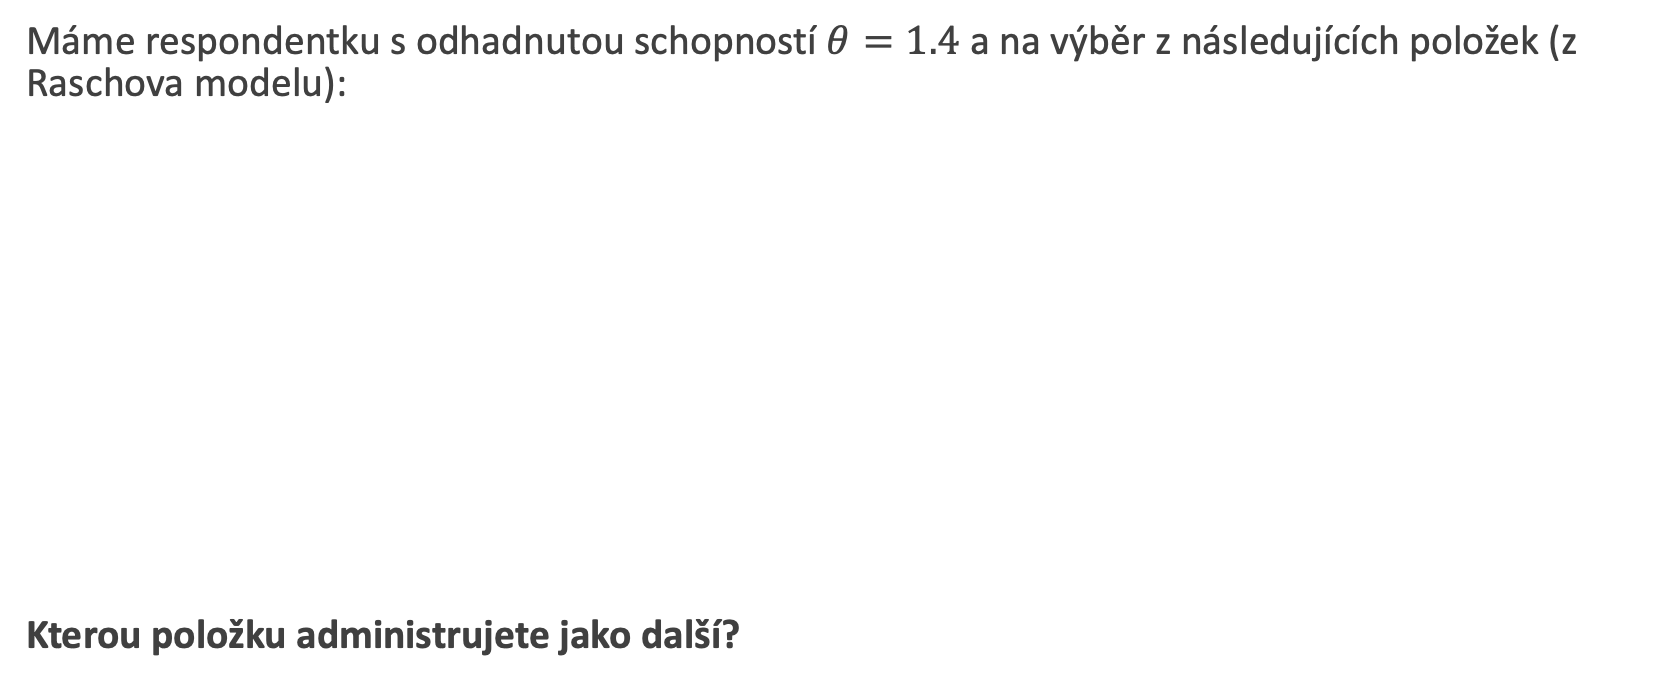 Máme respondentku s odhadnutou schopností θ = 1.4 a na výběr z následujících položek (z
Raschova modelu):
Kterou položku administrujete jako další?